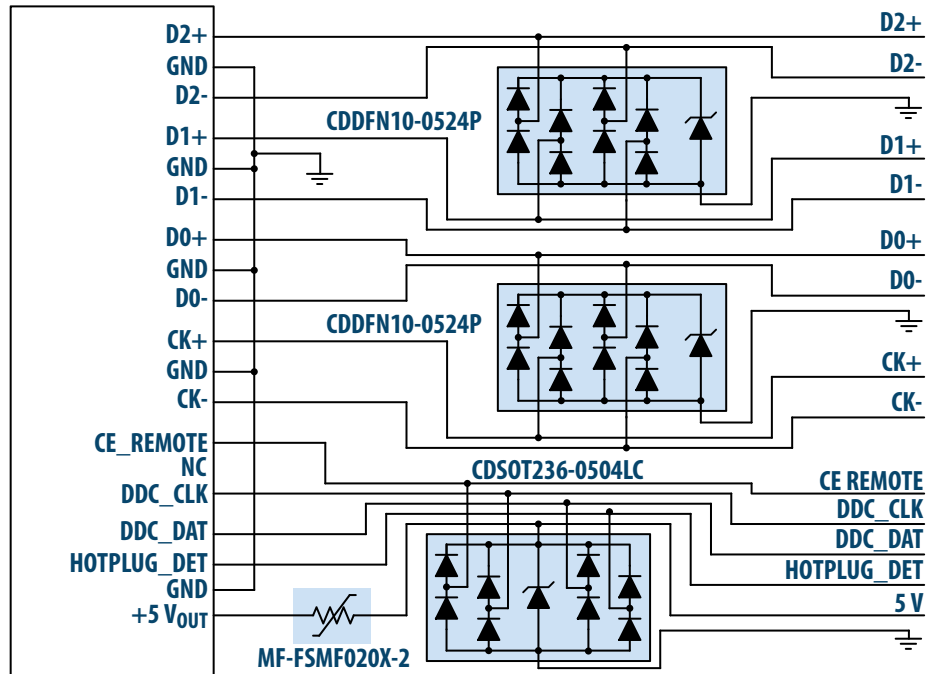 D2+
GND
D2-
D1+
GND
D1-
D0+
GND
D0-
CK+
GND
CK-
CE_REMOTE
NC
DDC_CLK
DDC_DAT
HOTPLUG_DET
GND
+5 VOUT
CDDFN10-0524P
CDDFN10-0524P
CDSOT236-0504LC
MF-FSMF020X-2
D2+
D2-
D1+
D1-
D0+
D0-
CK+
CK-
CE REMOTE
DDC_CLK
DDC_DAT
HOTPLUG_DET
5 V